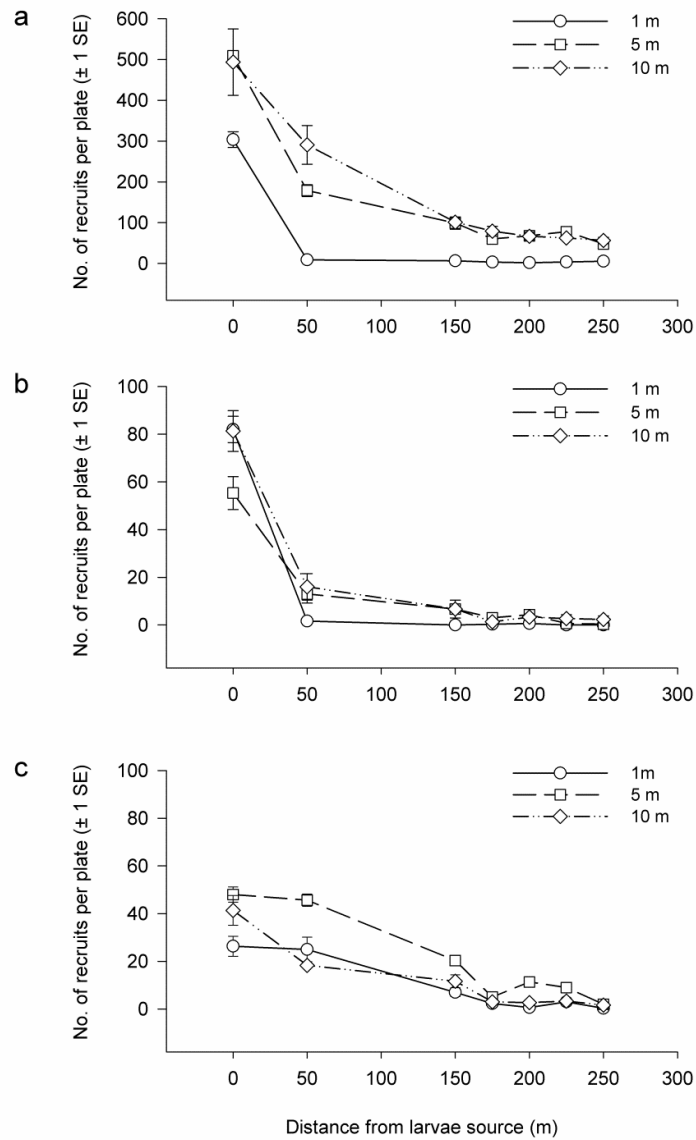 a
No. of recruits per plate (± 1 SE)
600
500
400
300
200
100
0
1 m
5 m
10 m
0 50 100 150 200 250 300
b
No. of recruits per plate (± 1 SE)
100
80
60
40
20
0
1 m
5 m
10 m
0 50 100 150 200 250 300
c
No. of recruits per plate (± 1 SE)
100
80
60
40
20
0
1m
5 m
10 m
0 50 100 150 200 250 300
Distance from larvae source (m)